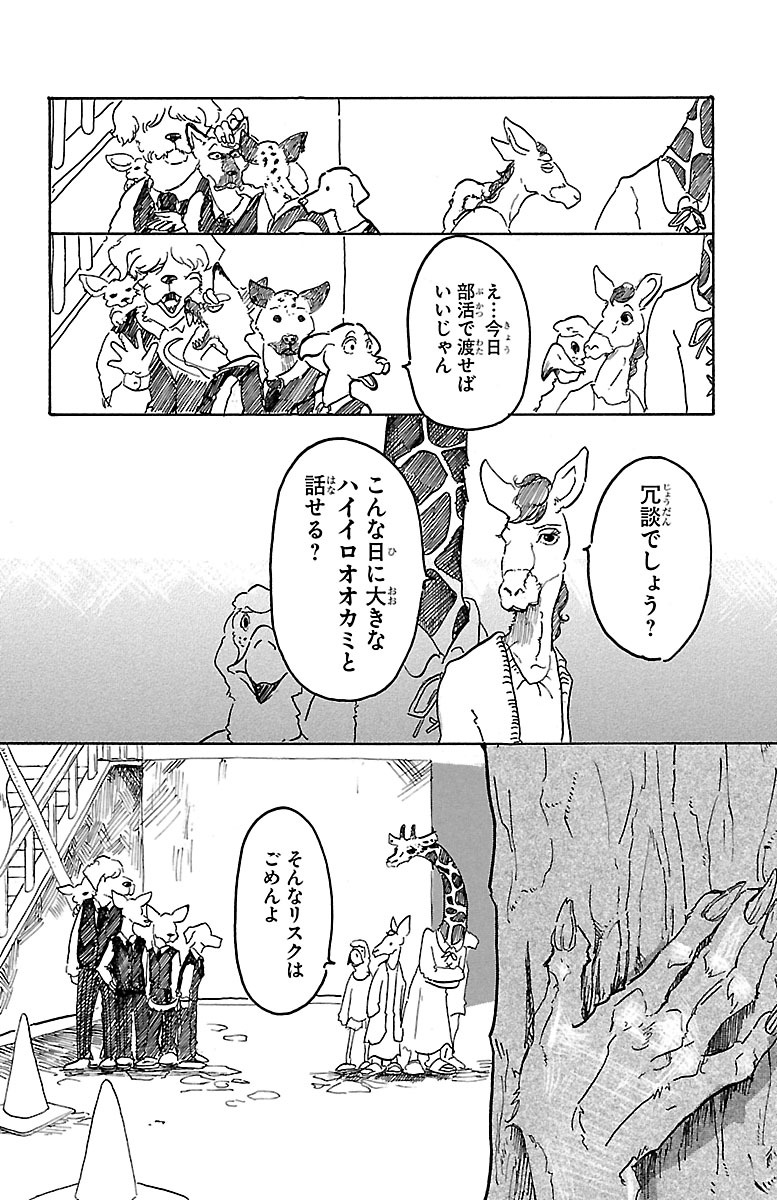 え…今日
部活で渡せば
いいじゃん
冗談でしょう?
こんな日に大きな
ハイイロオオカミと
話せる?
そんなリスクは
ごめんよ